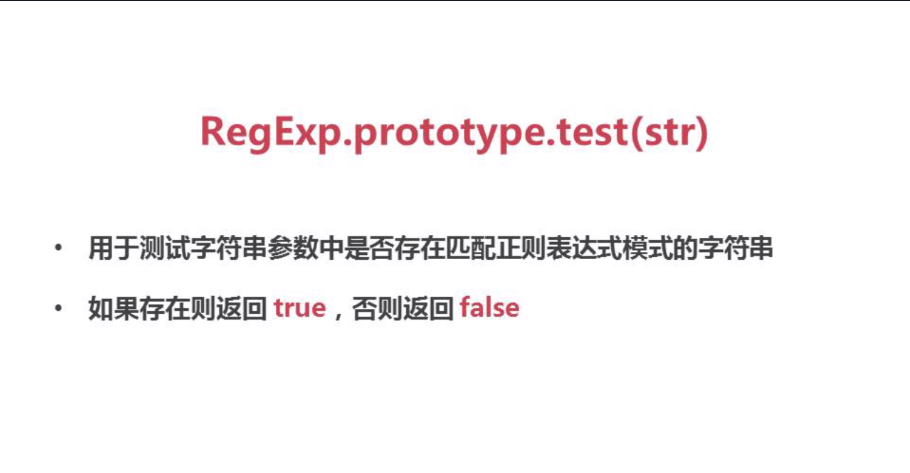 RegExp.prototype.test(str)
• 用于测试字符串参数中是否存在匹配正则表达式模式的字符串
• 如果存在则返回 true，否则返回 false